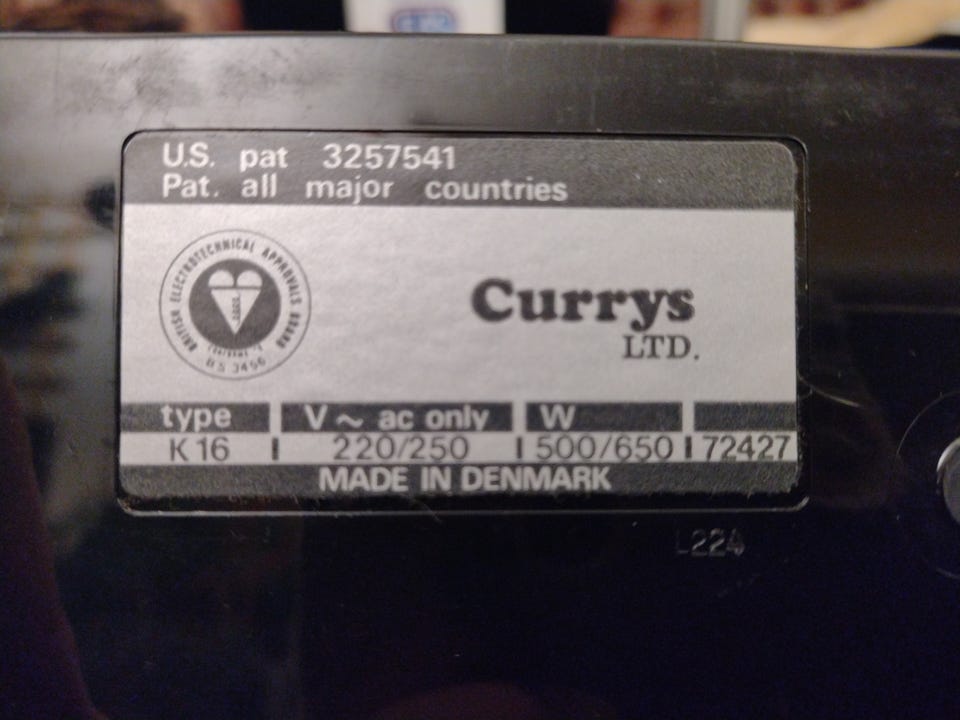 U.S. pat 3257541
Pat. all major countries
BRITISH ELECTROTECHNICAL APPROVALS BOARD
BS 3456
Currys
LTD.
type V ~ ac only W
K16 220/250 500/650 72427
MADE IN DENMARK
L224